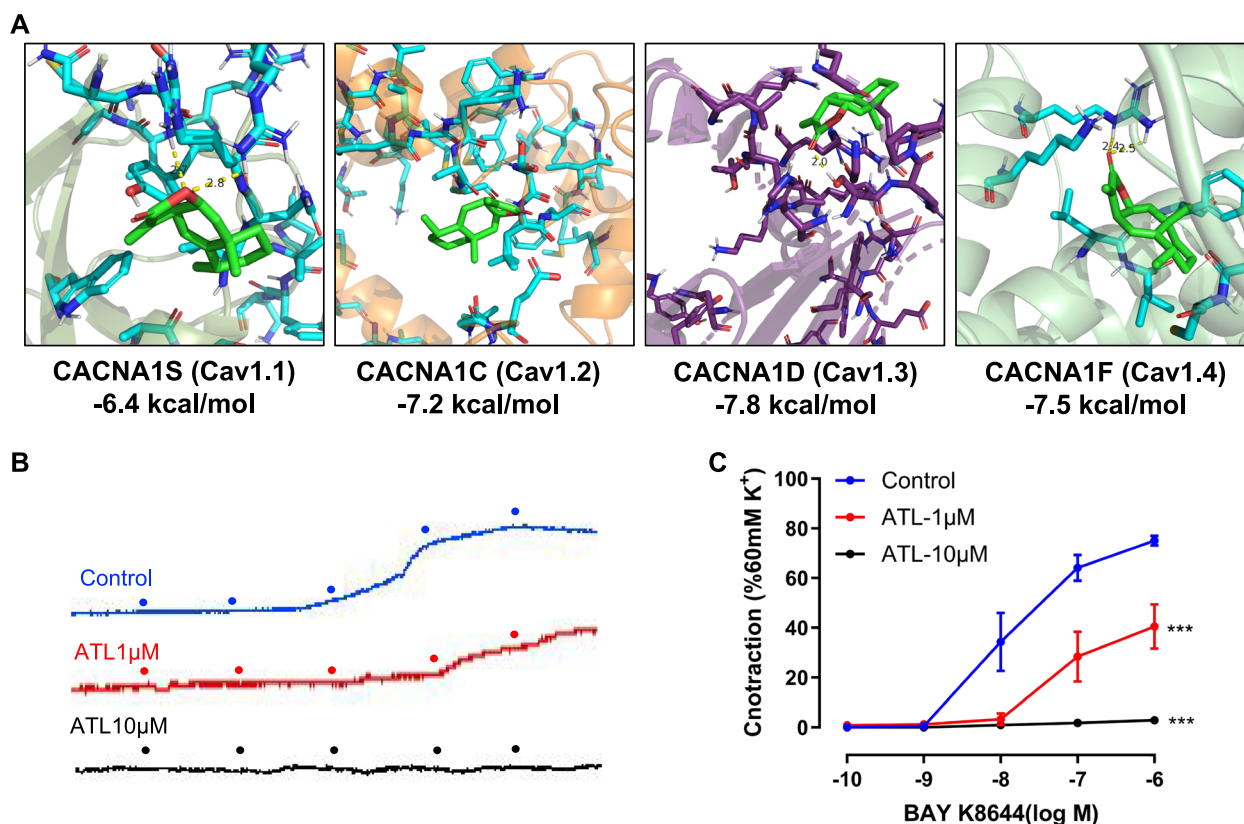 A
2.8
2.0
2.4
2.5
CACNA1S (Cav1.1)
-6.4 kcal/mol
CACNA1C (Cav1.2)
-7.2 kcal/mol
CACNA1D (Cav1.3)
-7.8 kcal/mol
CACNA1F (Cav1.4)
-7.5 kcal/mol
B
Control
ATL1μM
ATL10μM
C
Cnotraction (%60mM K⁺)
100
80
60
40
20
0
Control
ATL-1μM
ATL-10μM
***
***
-10 -9 -8 -7 -6
BAY K8644(log M)